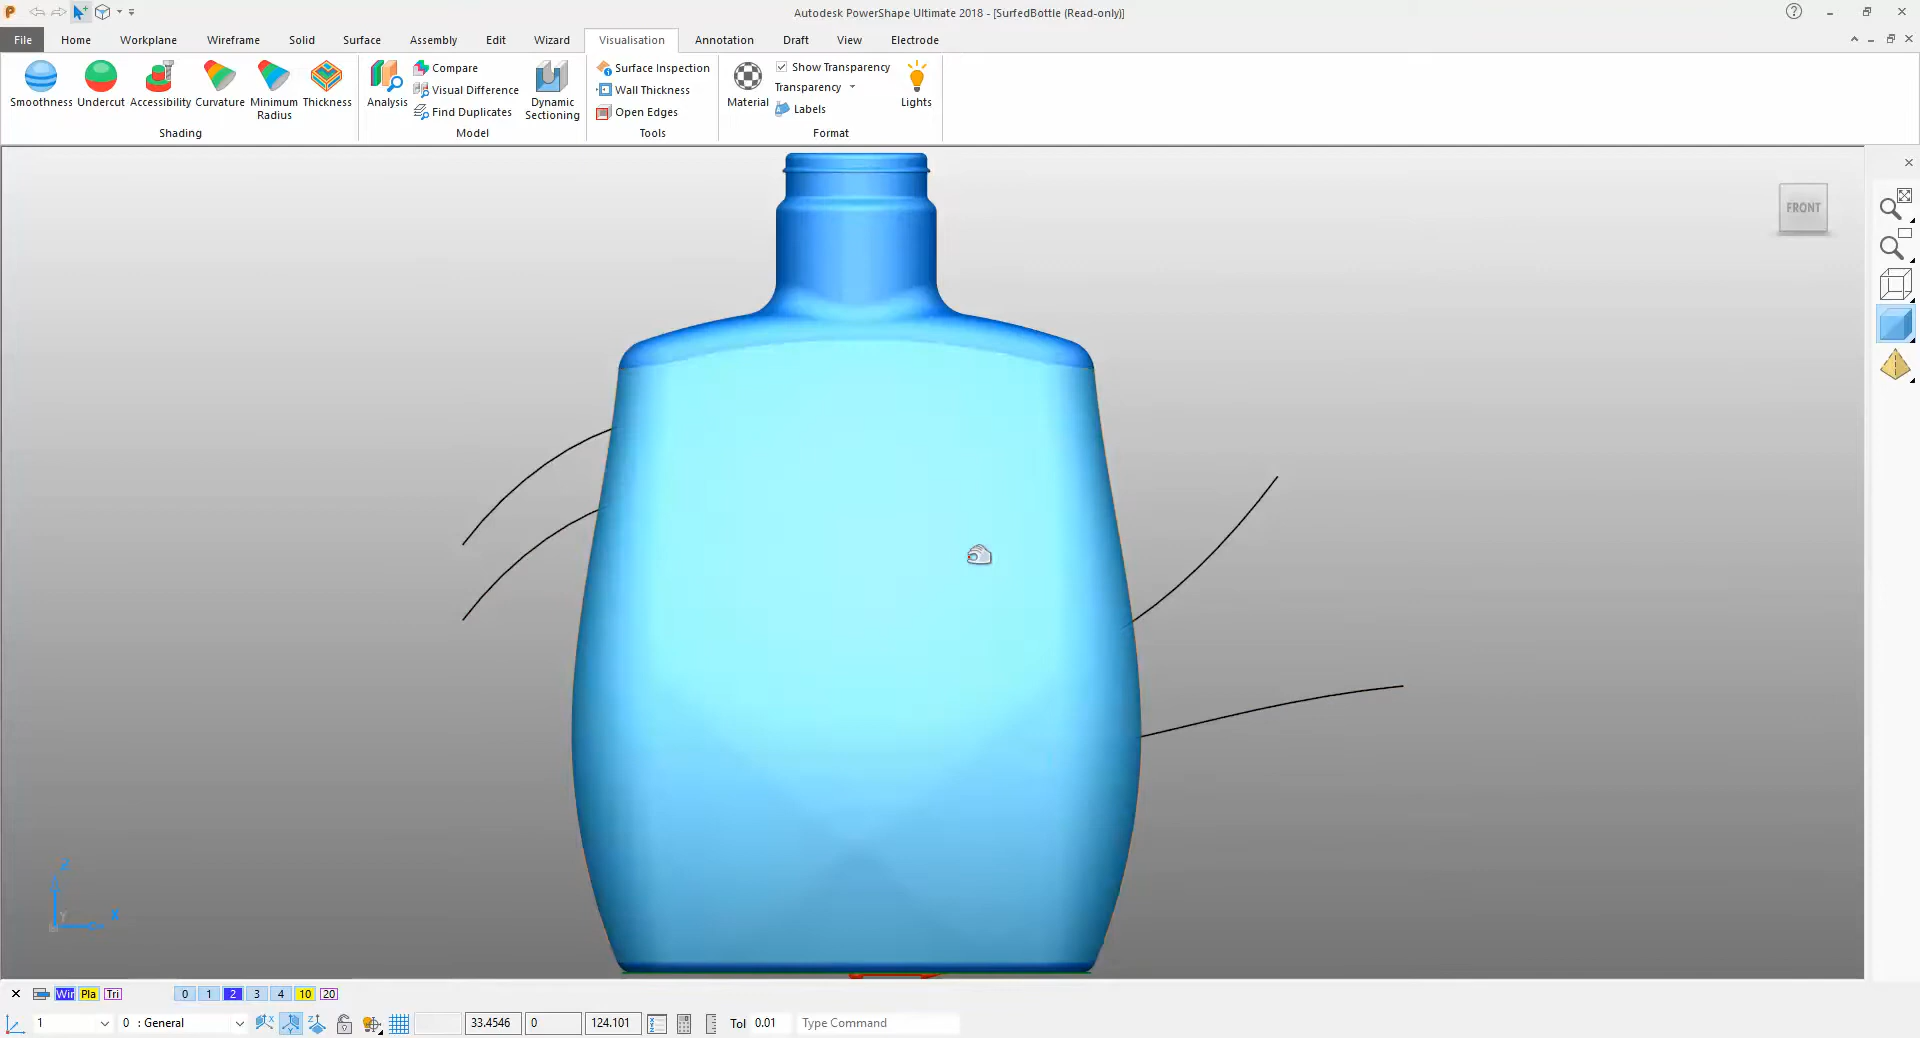 Autodesk PowerShape Ultimate 2018 - [SurfedBottle (Read-only)]
File Home Workplane Wireframe Solid Surface Assembly Edit Wizard Visualisation Annotation Draft View Electrode
Smoothness Undercut Accessibility Curvature Minimum Radius Thickness
Shading
Analysis Compare
Visual Difference
Find Duplicates
Dynamic Sectioning
Model
Surface Inspection
Wall Thickness
Open Edges
Tools
Material Show Transparency
Transparency
Labels
Lights
Format
FRONT
Z
Y X
Wir Pla Tri 0 1 2 3 4 10 20
1 0 : General 33.4546 0 124.101 Tol 0.01 Type Command